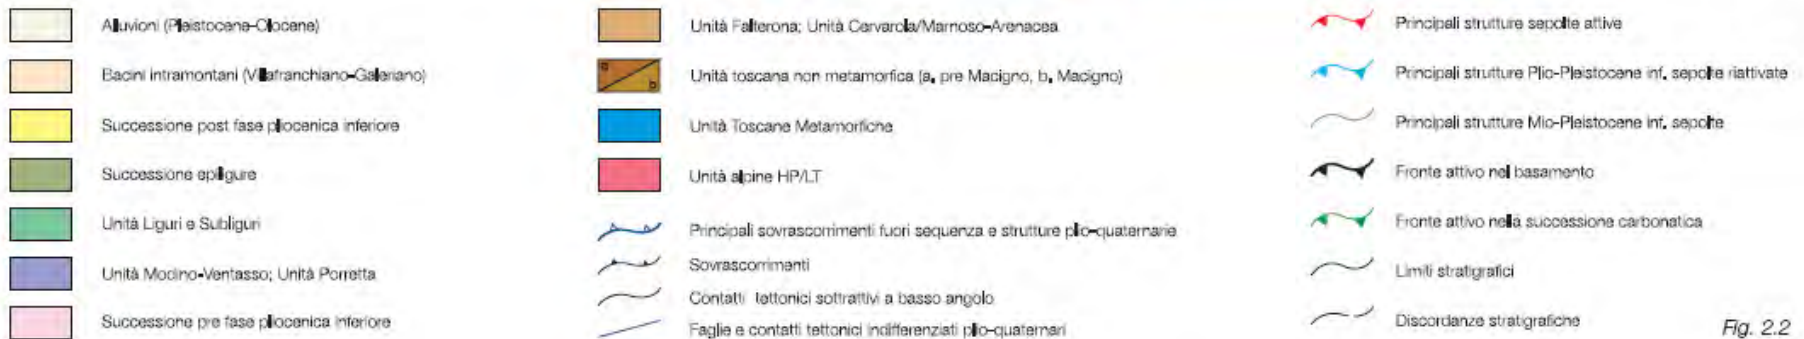 Alluvioni (Pleistocene-Olocene)
Bacini intramontani (Villafranchiano-Galeriano)
Successione post fase pliocenica inferiore
Successione epiligure
Unità Liguri e Subliguri
Unità Modino-Ventasso; Unità Porretta
Successione pre fase pliocenica inferiore
Unità Falterona; Unità Cervarola/Marnoso-Arenacea
a
b
Unità toscana non metamorfica (a. pre Macigno, b. Macigno)
Unità Toscane Metamorfiche
Unità alpine HP/LT
Principali sovrascorrimenti fuori sequenza e strutture plio-quaternarie
Sovrascorrimenti
Contatti tettonici sottrattivi a basso angolo
Faglie e contatti tettonici indifferenziati plio-quaternari
Principali strutture sepolte attive
Principali strutture Plio-Pleistocene inf. sepolte riattivate
Principali strutture Mio-Pleistocene inf. sepolte
Fronte attivo nel basamento
Fronte attivo nella successione carbonatica
Limiti stratigrafici
Discordanze stratigrafiche
Fig. 2.2